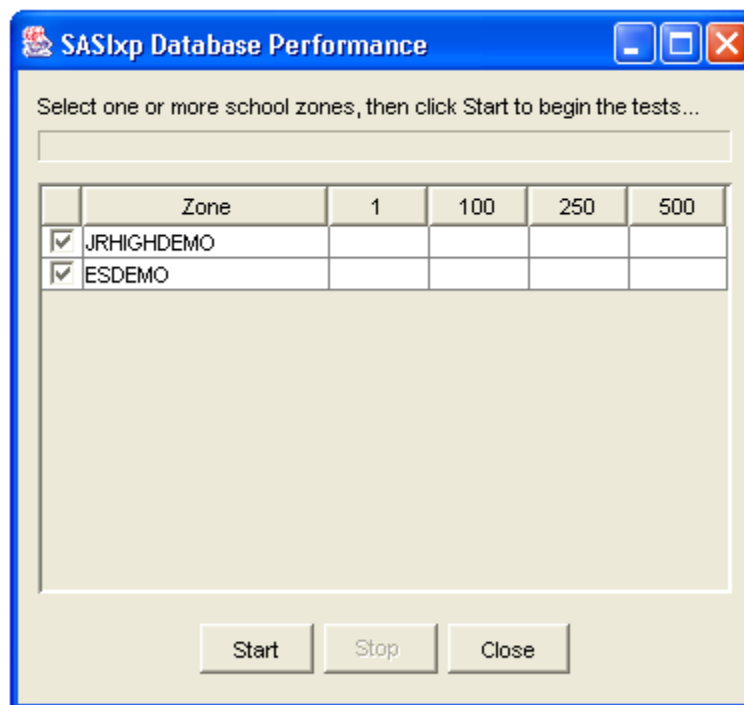 SASIxp Database Performance
Select one or more school zones, then click Start to begin the tests...
Zone 1 100 250 500
JRHIGHDEMO
ESDEMO
Start Stop Close